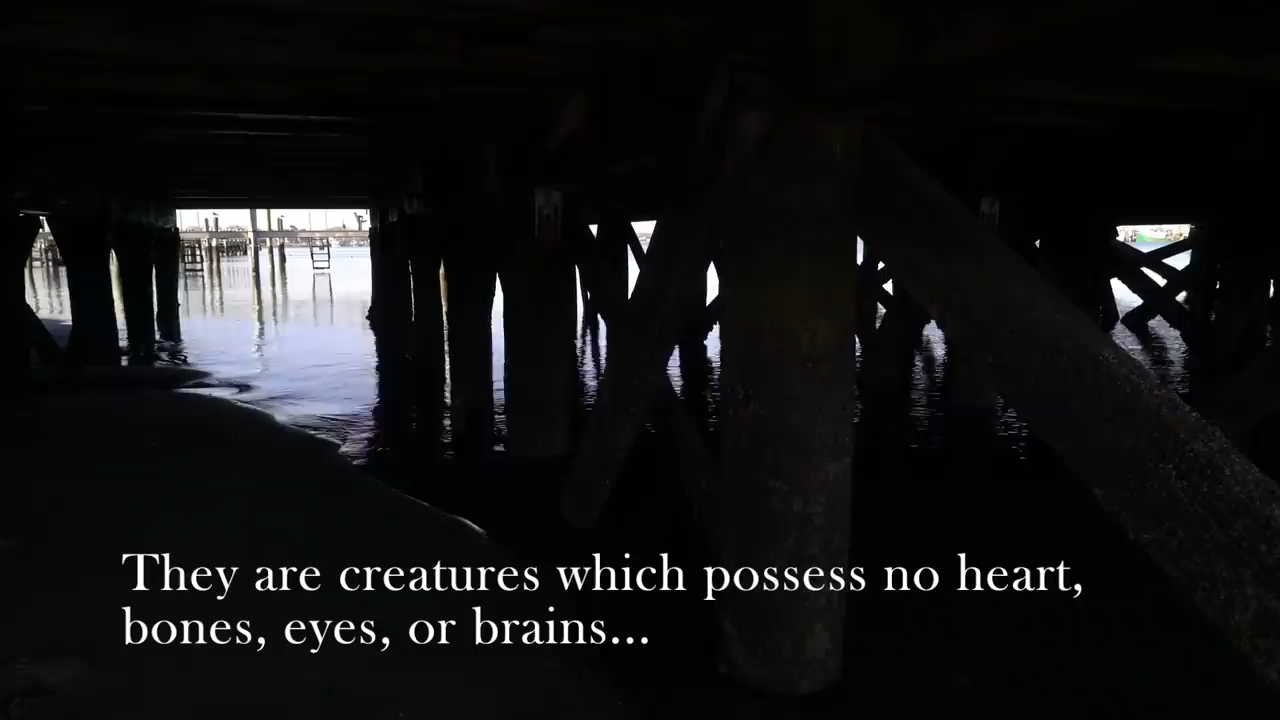 They are creatures which possess no heart,
bones, eyes, or brains...